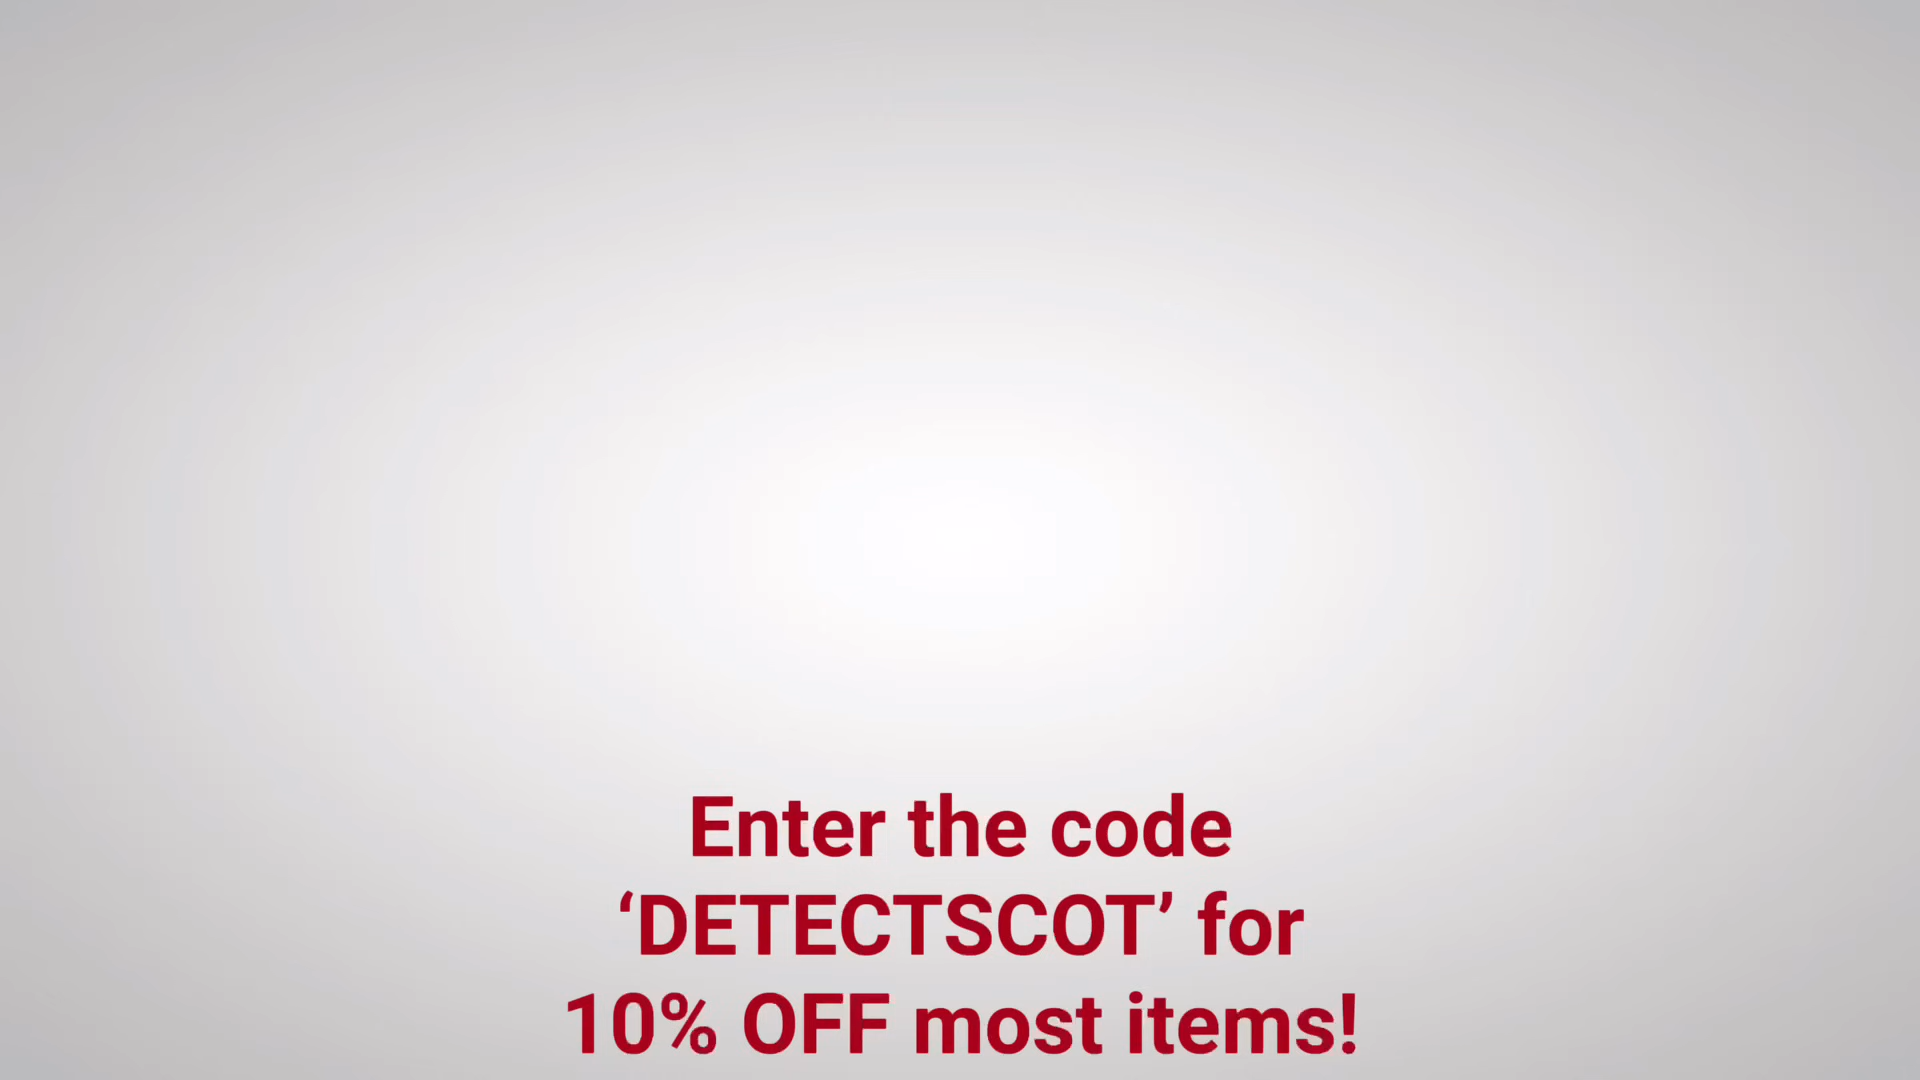 Enter the code
‘DETECTSCOT’ for
10% OFF most items!